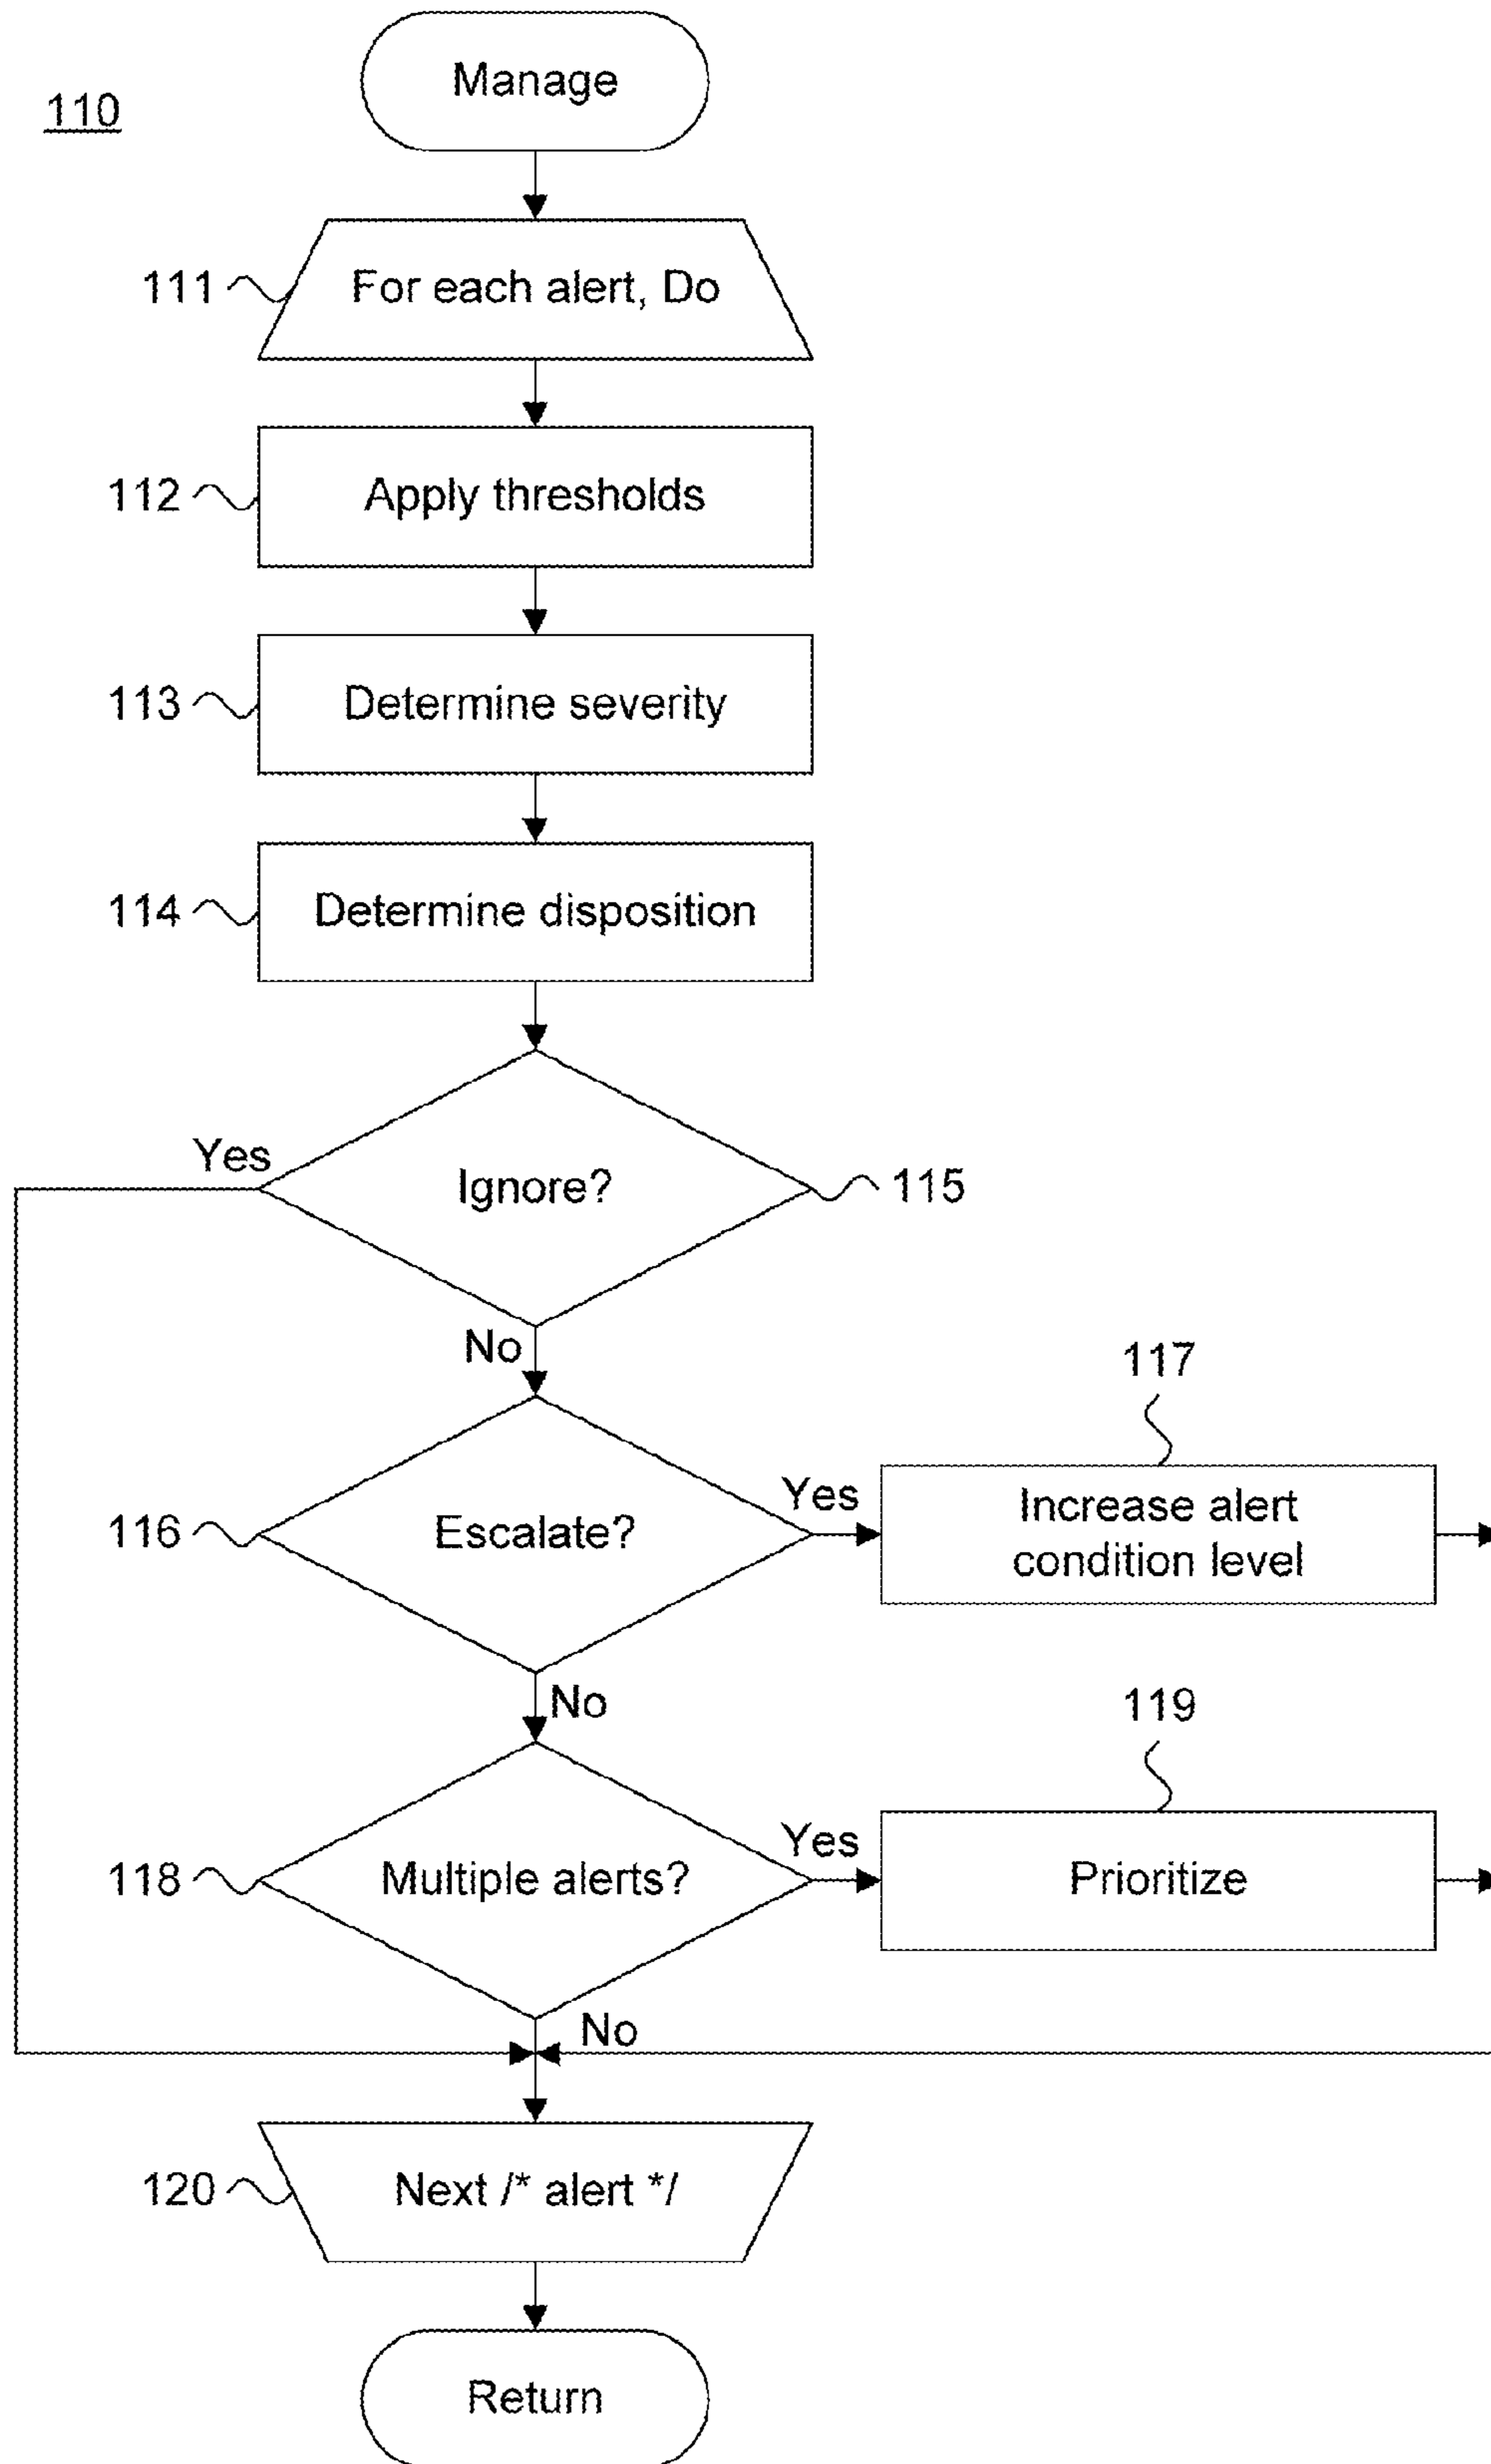 Manage
110
111
For each alert, Do
112
Apply thresholds
113
Determine severity
114
Determine disposition
Yes
Ignore?
115
No
117
116
Escalate?
Yes
Increase alert
condition level
No
119
118
Multiple alerts?
Yes
Prioritize
No
120
Next /* alert */
Return